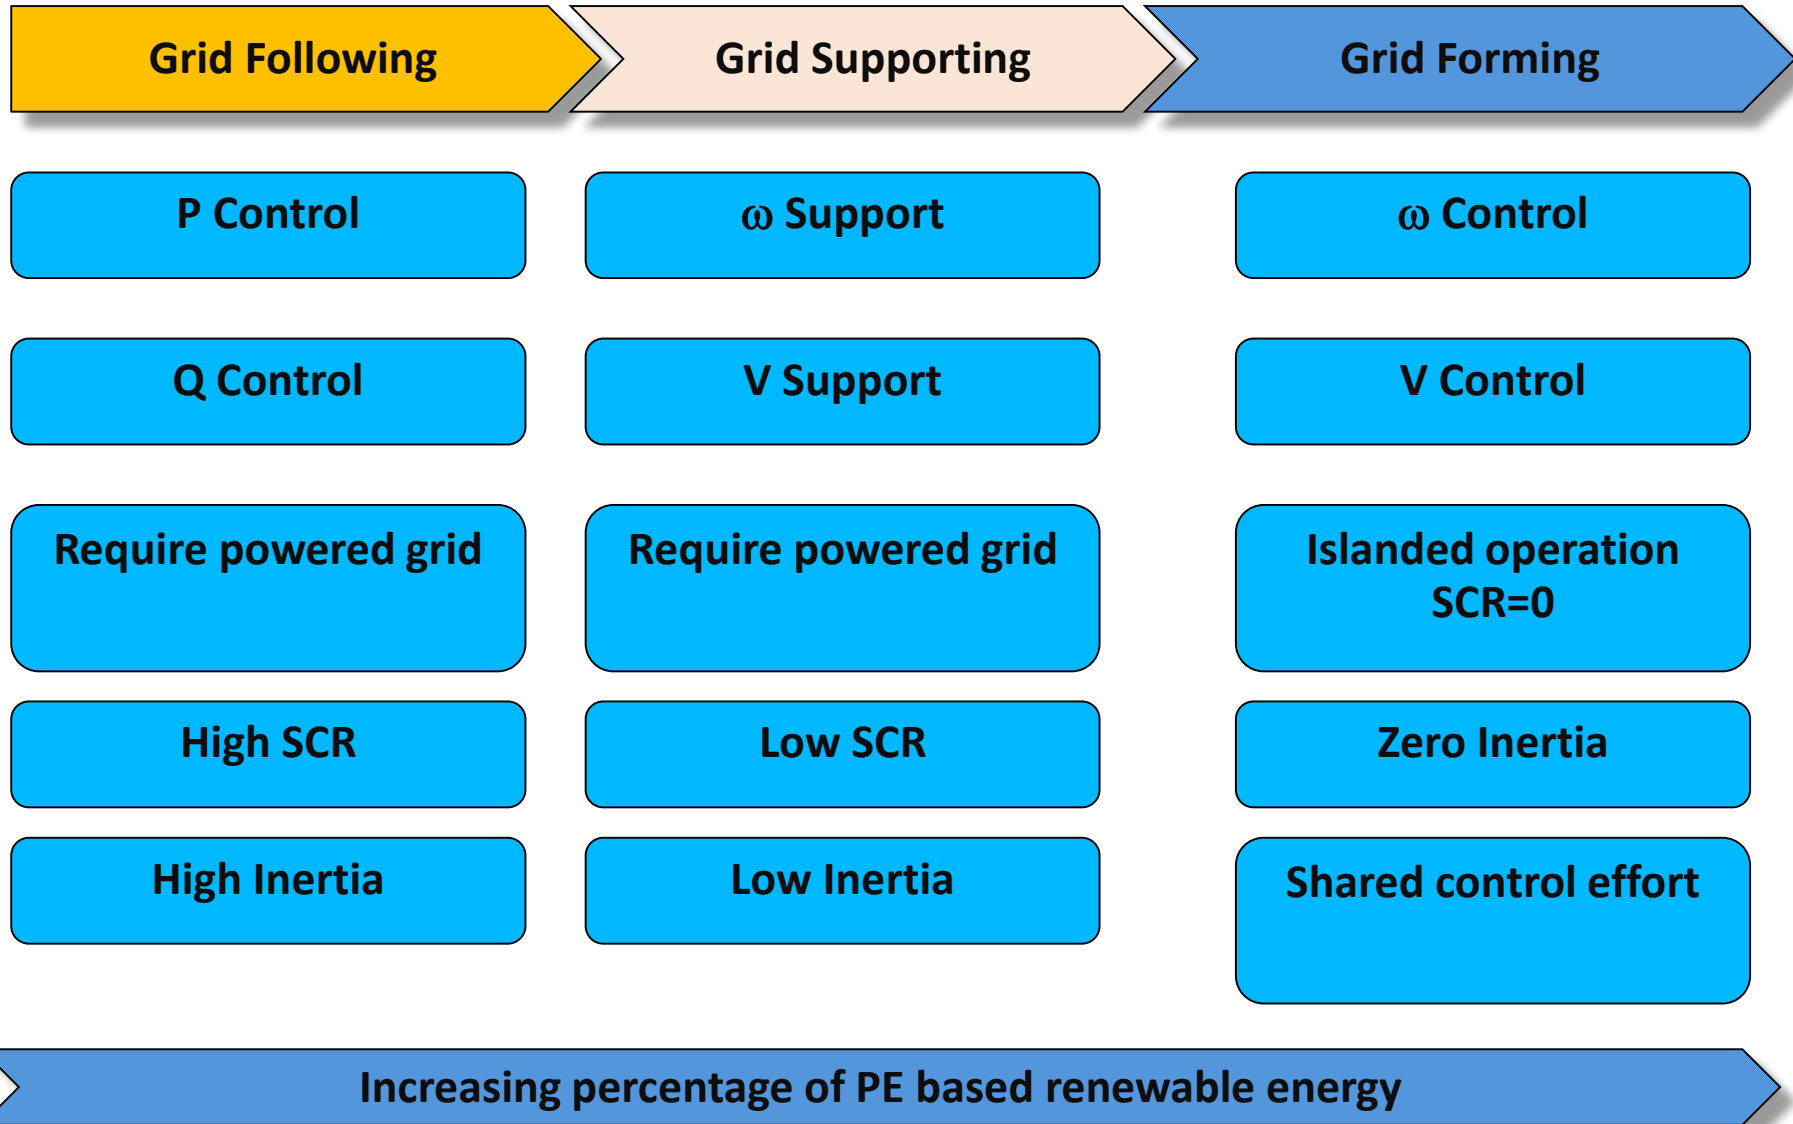 Grid Following
Grid Supporting
Grid Forming
P Control
ω Support
ω Control
Q Control
V Support
V Control
Require powered grid
Require powered grid
Islanded operation
SCR=0
High SCR
Low SCR
Zero Inertia
High Inertia
Low Inertia
Shared control effort
Increasing percentage of PE based renewable energy